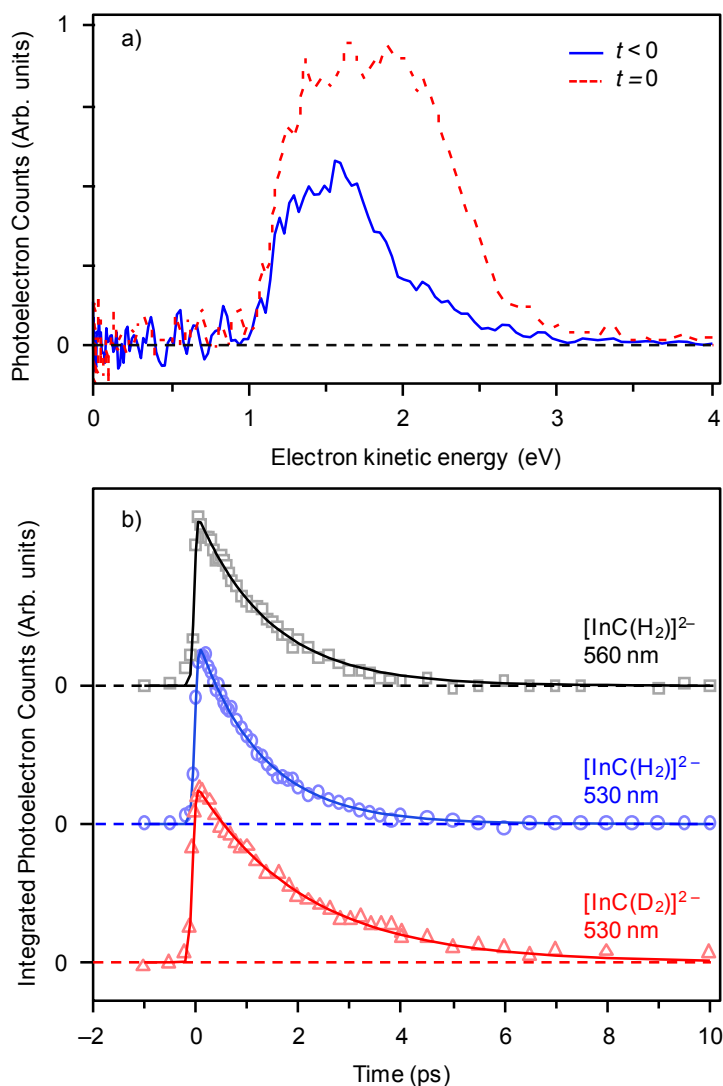 a)
t < 0
t = 0
Photoelectron Counts (Arb. units)
1
0
0 1 2 3 4
Electron kinetic energy (eV)
b)
Integrated Photoelectron Counts (Arb. units)
[InC(H₂)]²⁻
560 nm
0
[InC(H₂)]²⁻
530 nm
0
[InC(D₂)]²⁻
530 nm
0
–2 0 2 4 6 8 10
Time (ps)